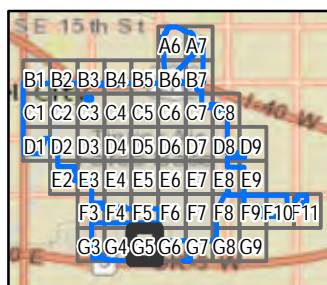 SE 15th St
A6 A7
B1 B2 B3 B4 B5 B6 B7
I-40 W
C1 C2 C3 C4 C5 C6 C7 C8
D1 D2 D3 D4 D5 D6 D7 D8 D9
E2 E3 E4 E5 E6 E7 E8 E9
F3 F4 F5 F6 F7 F8 F9 F10 F11
G3 G4 G5 G6 G7 G8 G9